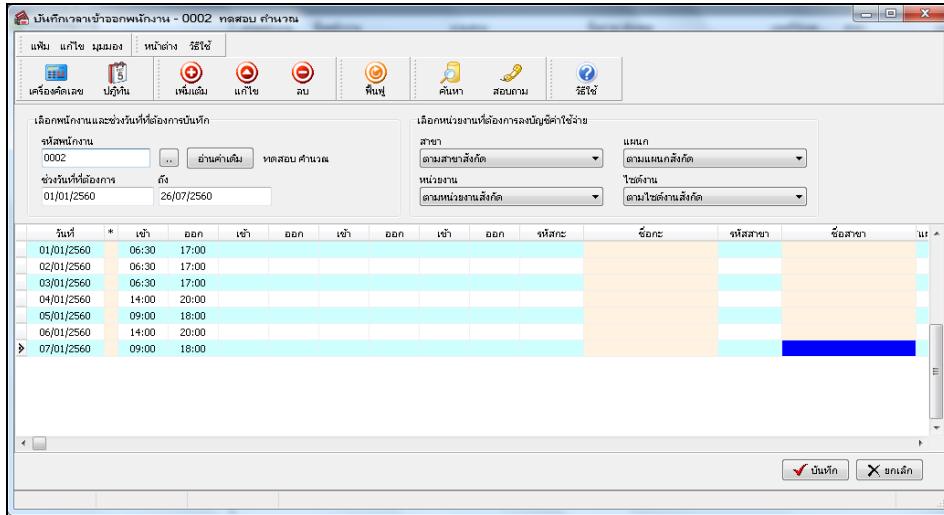 บันทึกเวลาเข้าออกพนักงาน - 0002 ทดสอบ คำนวณ
แฟ้ม แก้ไข มุมมอง หน้าต่าง วิธีใช้
เครื่องคิดเลข ปฏิทิน เพิ่มเติม แก้ไข ลบ ฟื้นฟู ค้นหา สอบถาม วิธีใช้
เลือกพนักงานและช่วงวันที่ที่ต้องการบันทึก เลือกหน่วยงานที่ต้องการลงบัญชีค่าใช้จ่าย
รหัสพนักงาน สาขา แผนก
0002 .. อ่านค่าเดิม ทดสอบ คำนวณ ตามสาขาสังกัด ตามแผนกสังกัด
ช่วงวันที่ที่ต้องการ ถึง หน่วยงาน ไซต์งาน
01/01/2560 26/07/2560 ตามหน่วยงานสังกัด ตามไซต์งานสังกัด
วันที่ * เข้า ออก เข้า ออก เข้า ออก เข้า ออก รหัสกะ ชื่อกะ รหัสสาขา ชื่อสาขา
01/01/2560 06:30 17:00
02/01/2560 06:30 17:00
03/01/2560 06:30 17:00
04/01/2560 14:00 20:00
05/01/2560 09:00 18:00
06/01/2560 14:00 20:00
07/01/2560 09:00 18:00
บันทึก ยกเลิก